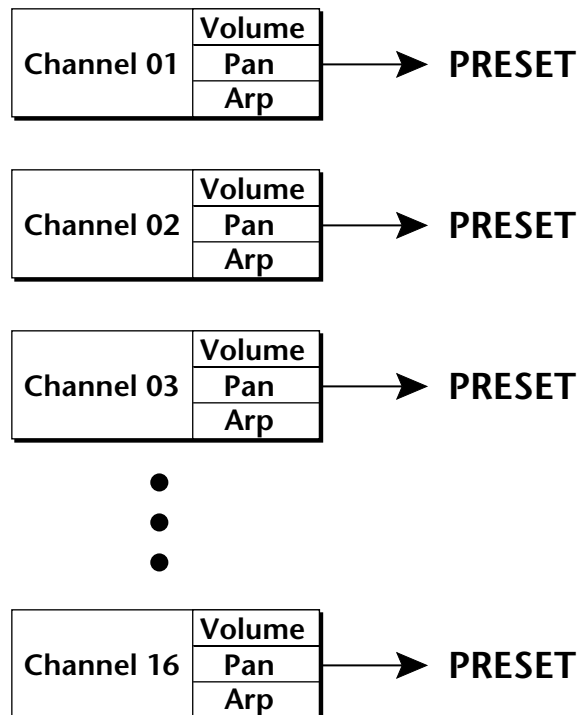 Channel 01
Volume
Pan
Arp
PRESET
Channel 02
Volume
Pan
Arp
PRESET
Channel 03
Volume
Pan
Arp
PRESET
Channel 16
Volume
Pan
Arp
PRESET